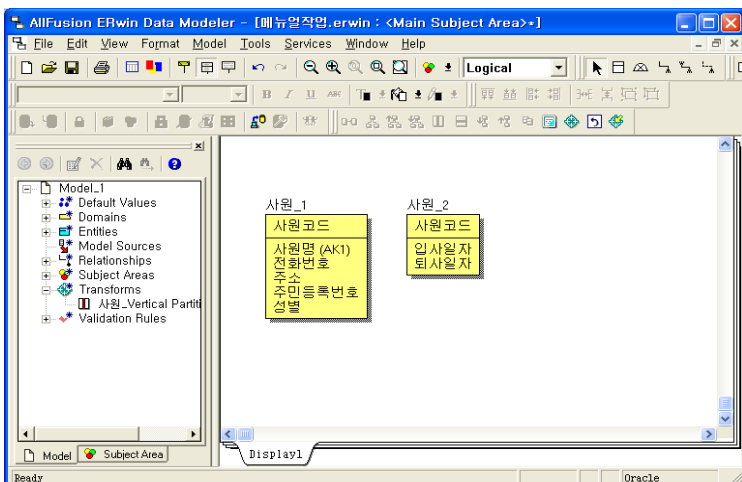 AllFusion ERwin Data Modeler - [메뉴얼작업.erwin : <Main Subject Area>*]
File Edit View Format Model Tools Services Window Help
Logical
B I U ABC
Model_1
Default Values
Domains
Entities
Model Sources
Relationships
Subject Areas
Transforms
사원_Vertical Partiti
Validation Rules
Model
Subject Area
사원_1
사원코드
사원명 (AK1)
전화번호
주소
주민등록번호
성별
사원_2
사원코드
입사일자
퇴사일자
Display1
Ready
Oracle